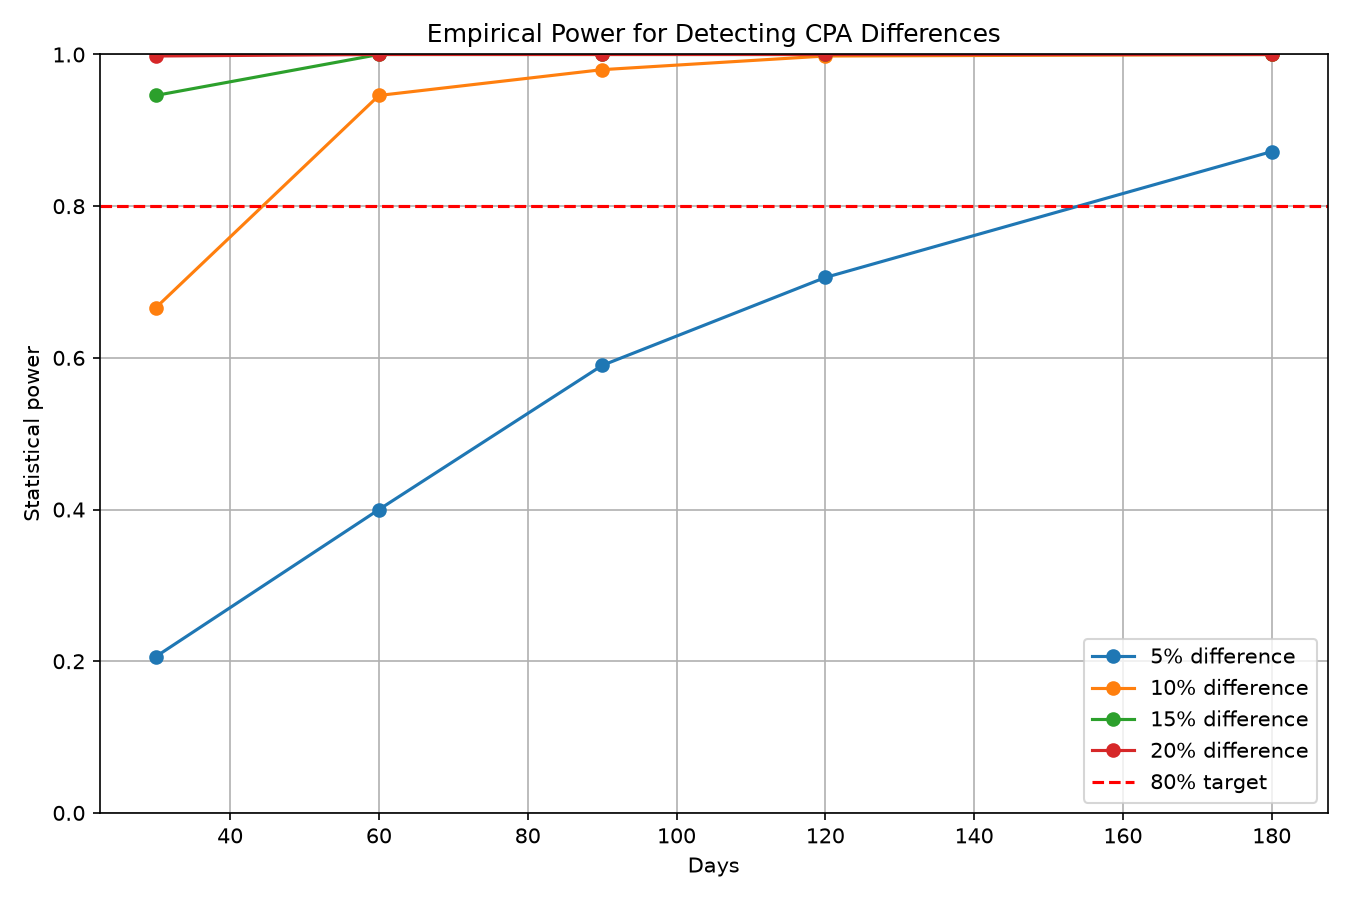 Empirical Power for Detecting CPA Differences
1.0
0.8
0.6
0.4
0.2
0.0
Statistical power
40 60 80 100 120 140 160 180
Days
5% difference
10% difference
15% difference
20% difference
80% target